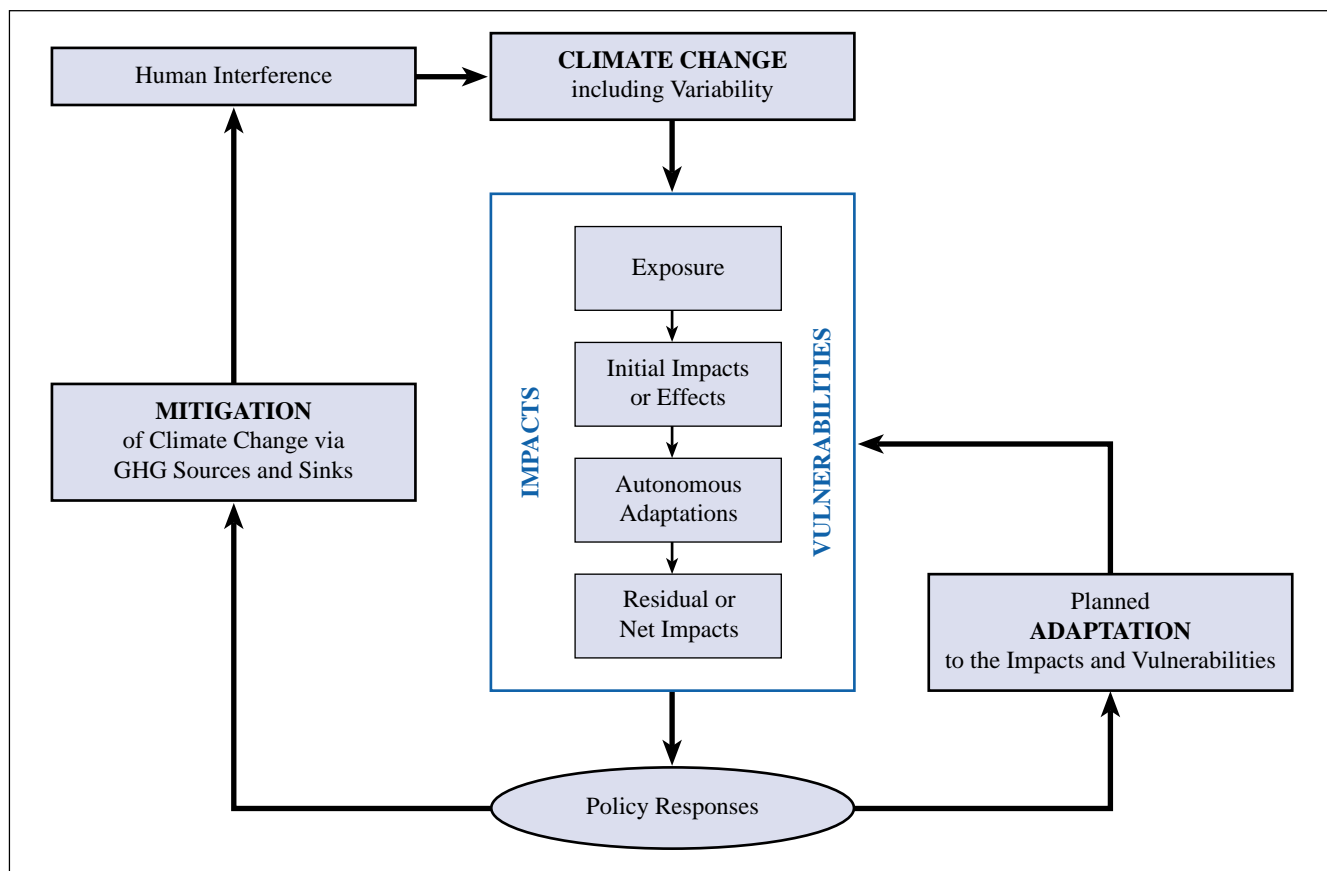 Human Interference
CLIMATE CHANGE
including Variability
Exposure
Initial Impacts
or Effects
Autonomous
Adaptations
Residual or
Net Impacts
IMPACTS
VULNERABILITIES
MITIGATION
of Climate Change via
GHG Sources and Sinks
Planned
ADAPTATION
to the Impacts and Vulnerabilities
Policy Responses